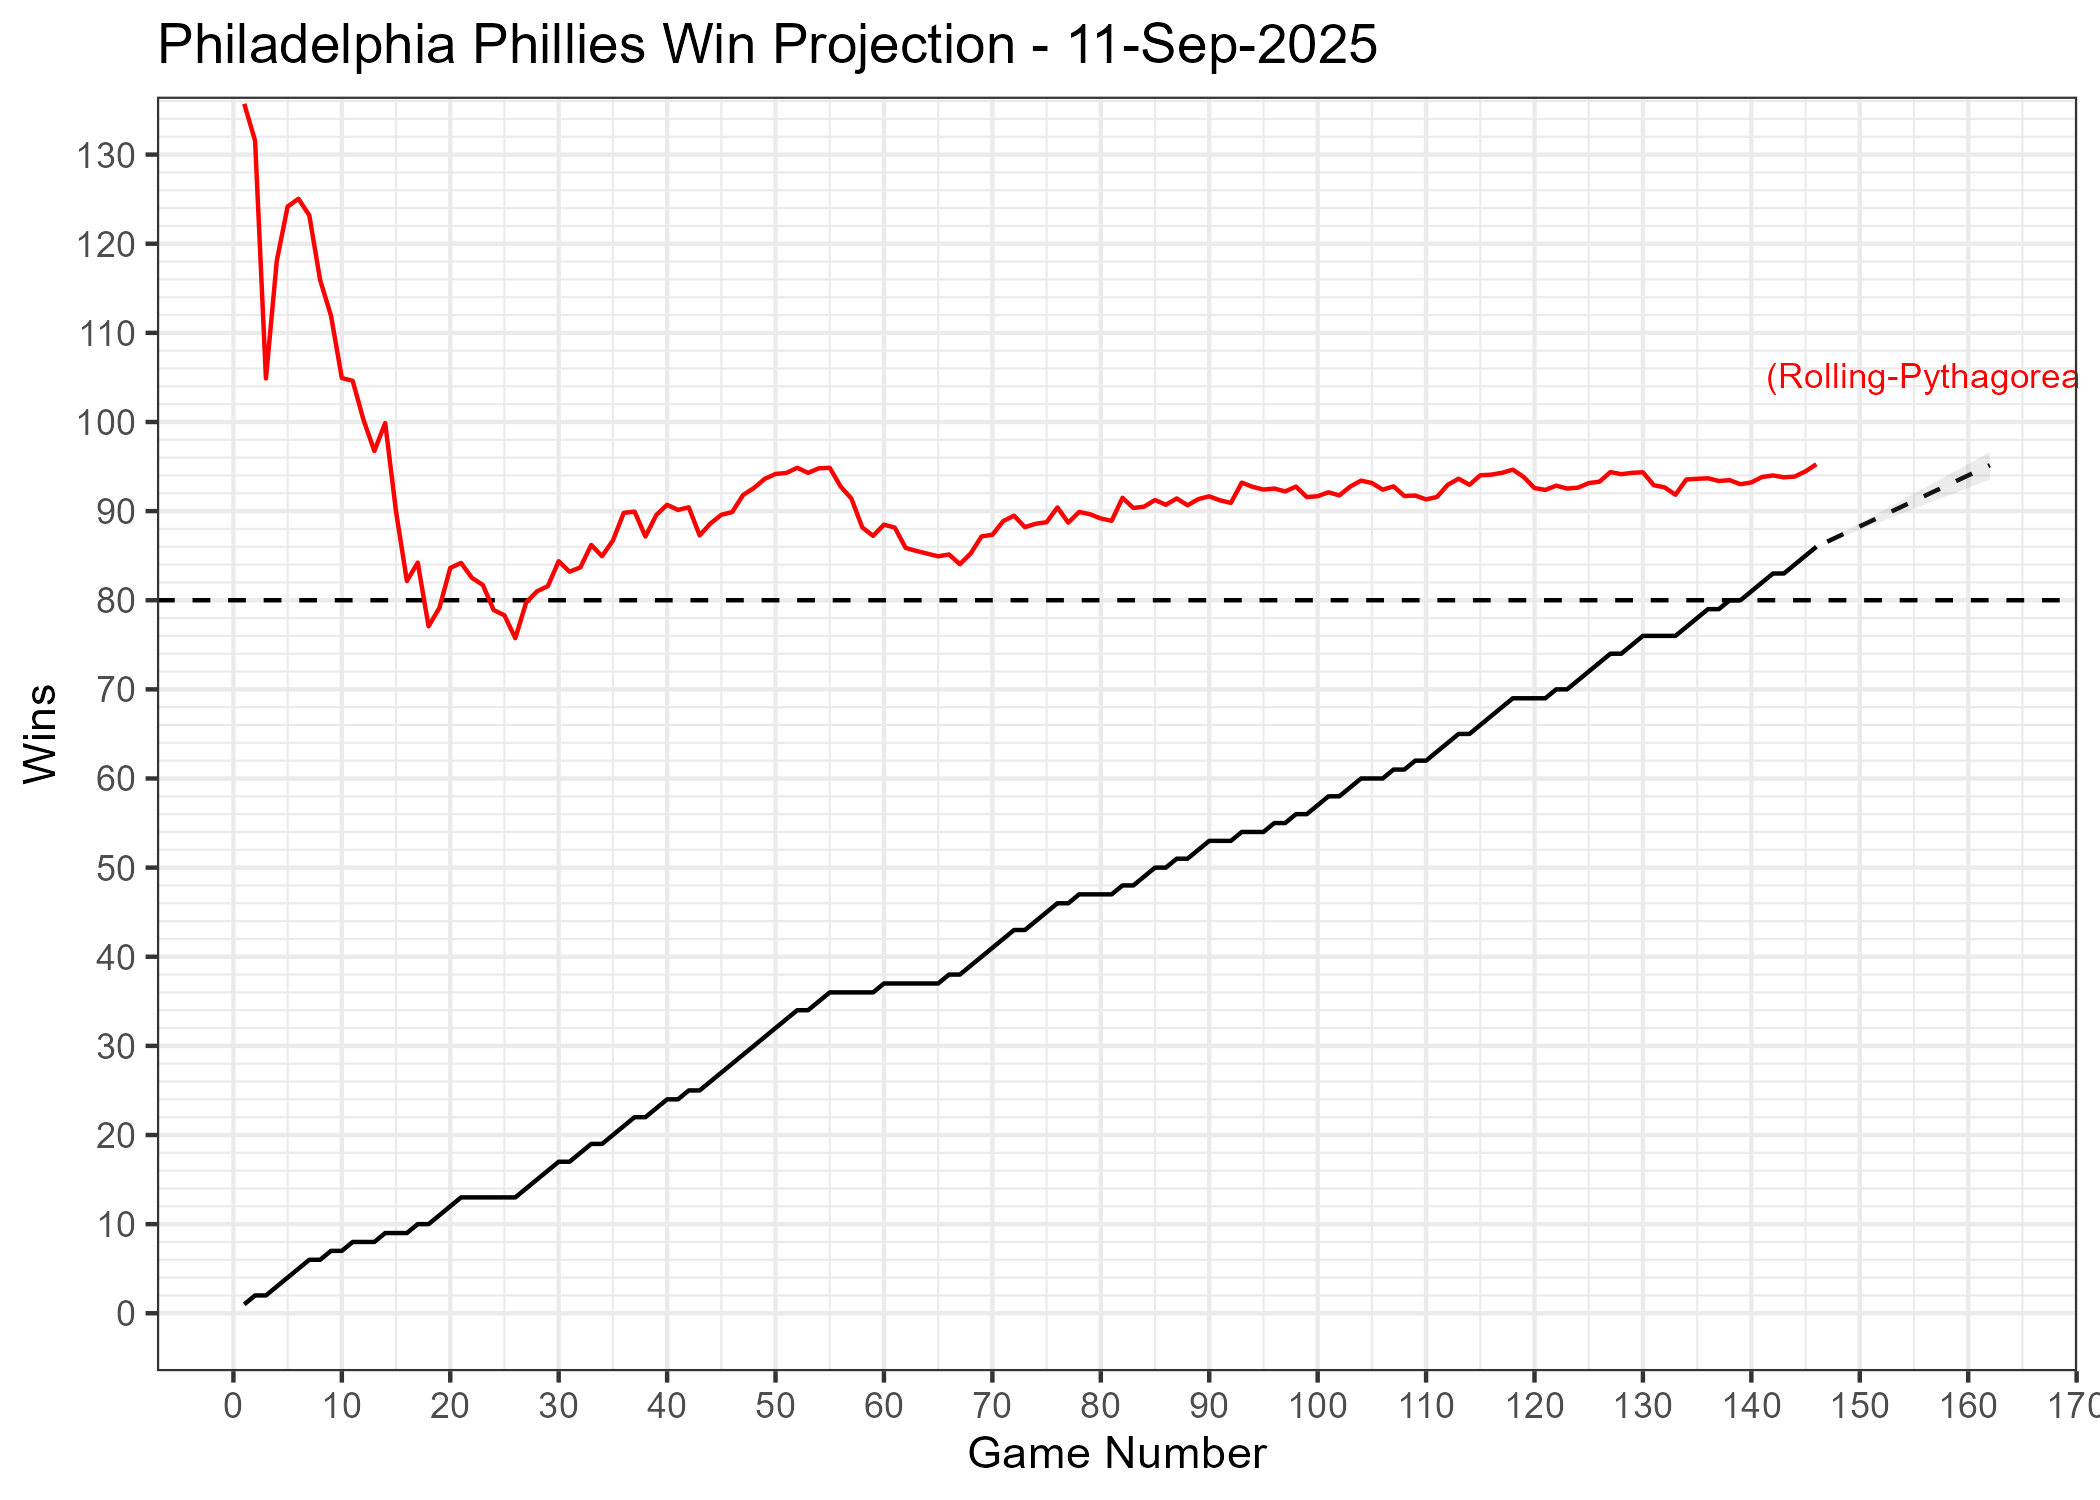 Philadelphia Phillies Win Projection - 11-Sep-2025
130
120
110
(Rolling-Pythagorea
100
90
80
70
60
50
40
30
20
10
0
Wins
0 10 20 30 40 50 60 70 80 90 100 110 120 130 140 150 160 170
Game Number